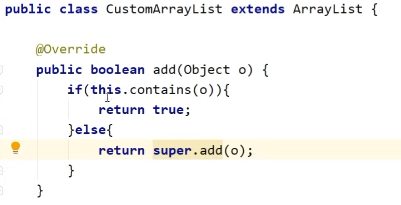 public class CustomArrayList extends ArrayList {
@Override
public boolean add(Object o) {
if(this.contains(o)){
return true;
}else{
return super.add(o);
}
}